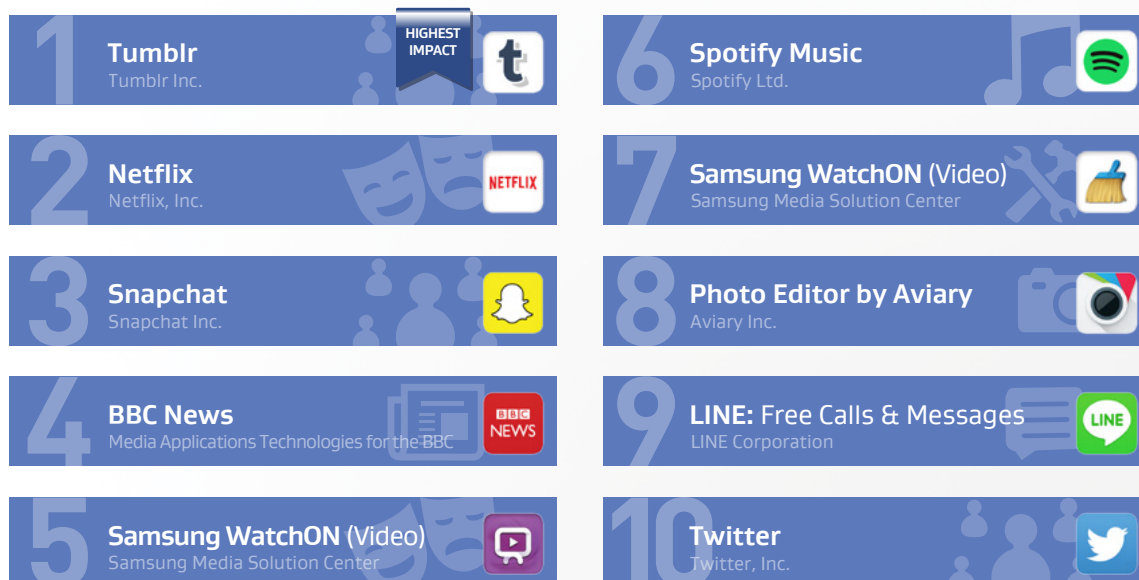 1
Tumblr
Tumblr Inc.
HIGHEST
IMPACT
t
2
Netflix
Netflix, Inc.
NETFLIX
3
Snapchat
Snapchat Inc.
4
BBC News
Media Applications Technologies for the BBC
BBC
NEWS
5
Samsung WatchON (Video)
Samsung Media Solution Center
6
Spotify Music
Spotify Ltd.
7
Samsung WatchON (Video)
Samsung Media Solution Center
8
Photo Editor by Aviary
Aviary Inc.
9
LINE: Free Calls & Messages
LINE Corporation
LINE
10
Twitter
Twitter, Inc.